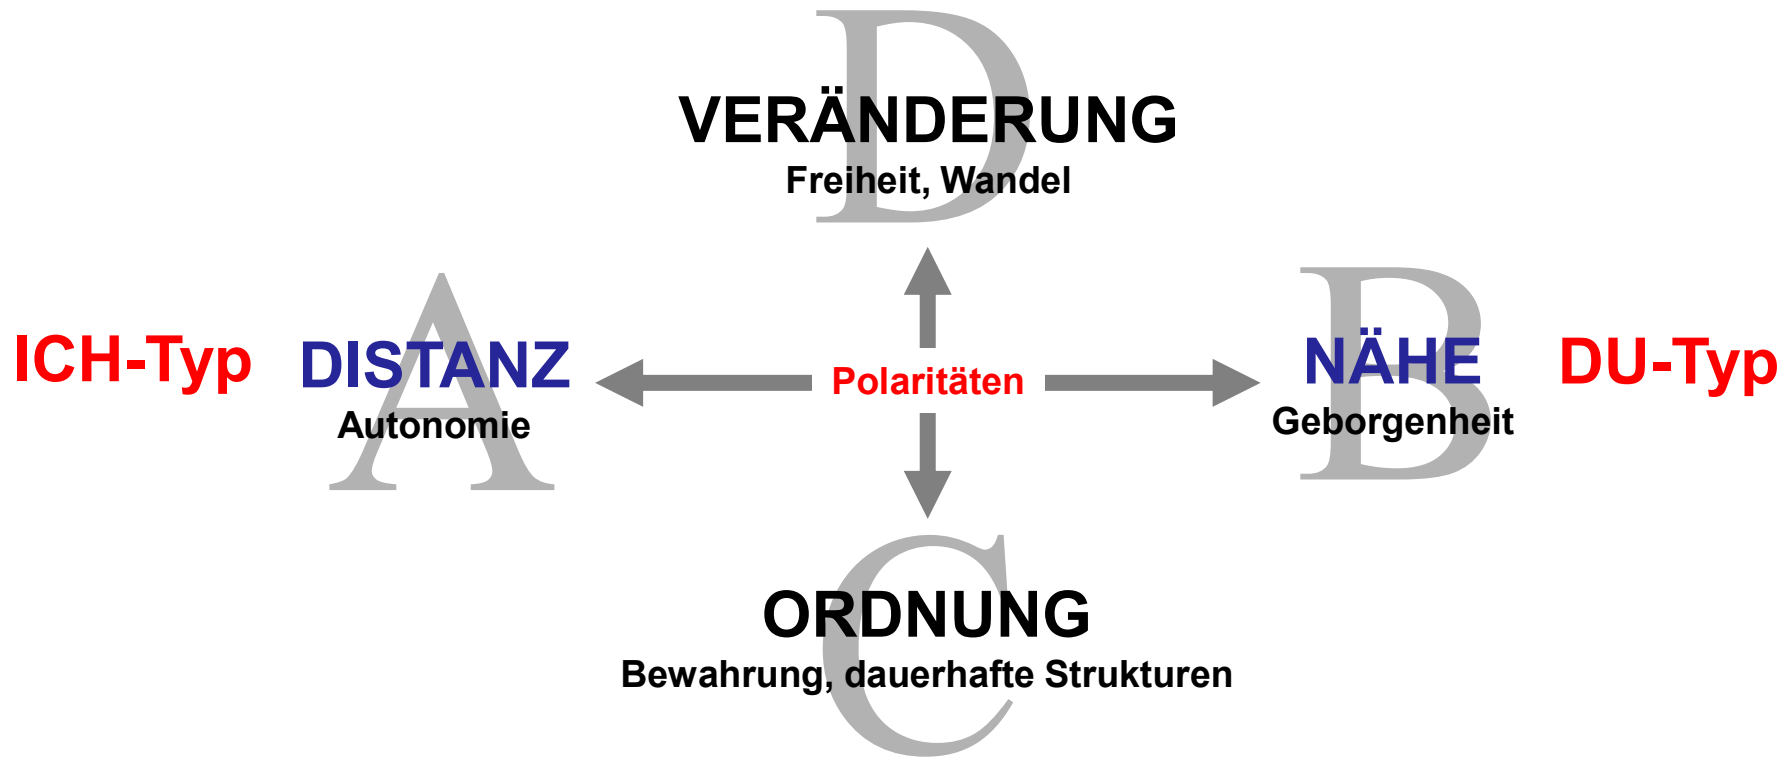 D
VERÄNDERUNG
Freiheit, Wandel
A
B
ICH-Typ
DISTANZ
Autonomie
Polaritäten
NÄHE
Geborgenheit
DU-Typ
C
ORDNUNG
Bewahrung, dauerhafte Strukturen